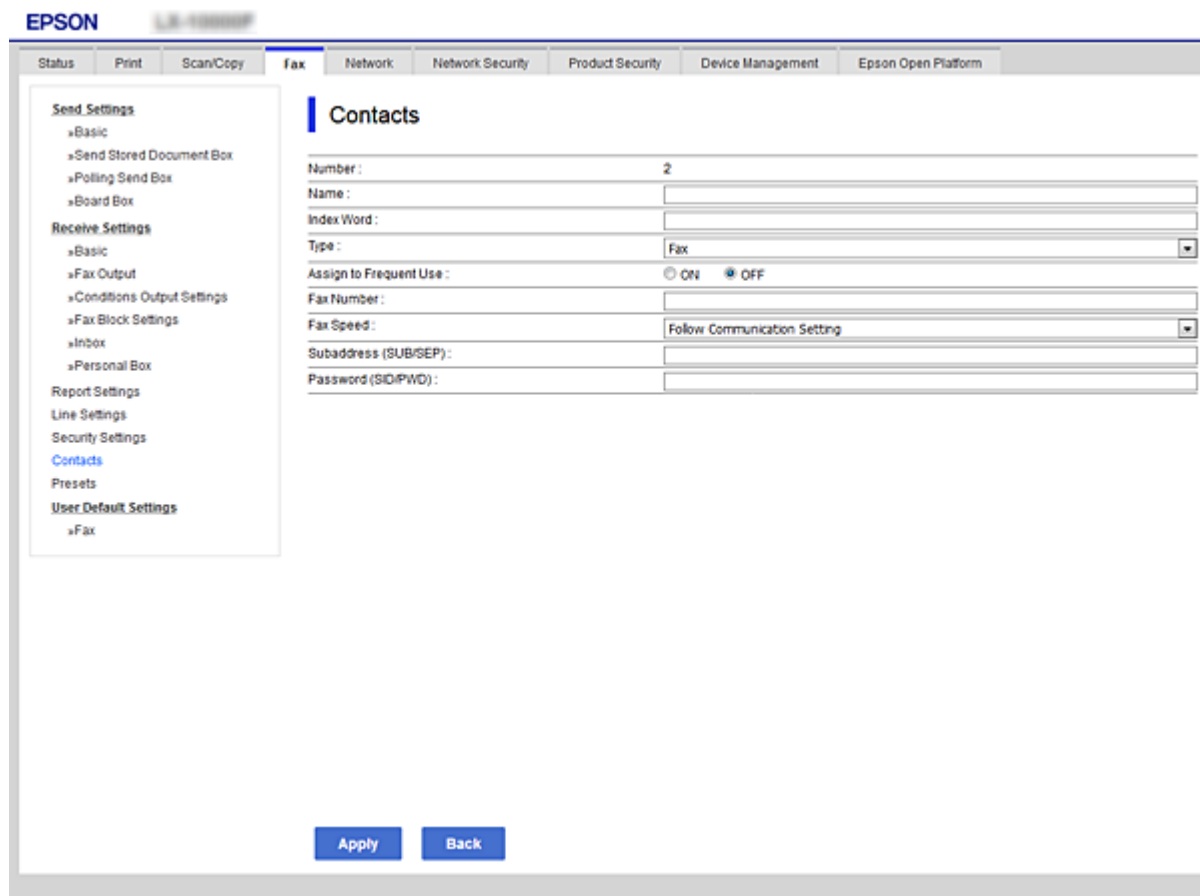 EPSON
Status Print Scan/Copy Fax Network Network Security Product Security Device Management Epson Open Platform
Send Settings
»Basic
»Send Stored Document Box
»Polling Send Box
»Board Box
Receive Settings
»Basic
»Fax Output
»Conditions Output Settings
»Fax Block Settings
»Inbox
»Personal Box
Report Settings
Line Settings
Security Settings
Contacts
Presets
User Default Settings
»Fax
Contacts
Number : 2
Name :
Index Word :
Type : Fax
Assign to Frequent Use : ON OFF
Fax Number :
Fax Speed : Follow Communication Setting
Subaddress (SUB/SEP) :
Password (SID/PWD) :
Apply Back